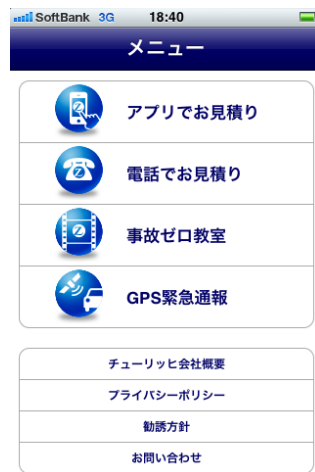 SoftBank 3G 18:40
メニュー
アプリでお見積り
電話でお見積り
事故ゼロ教室
GPS緊急通報
チューリッヒ会社概要
プライバシーポリシー
勧誘方針
お問い合わせ